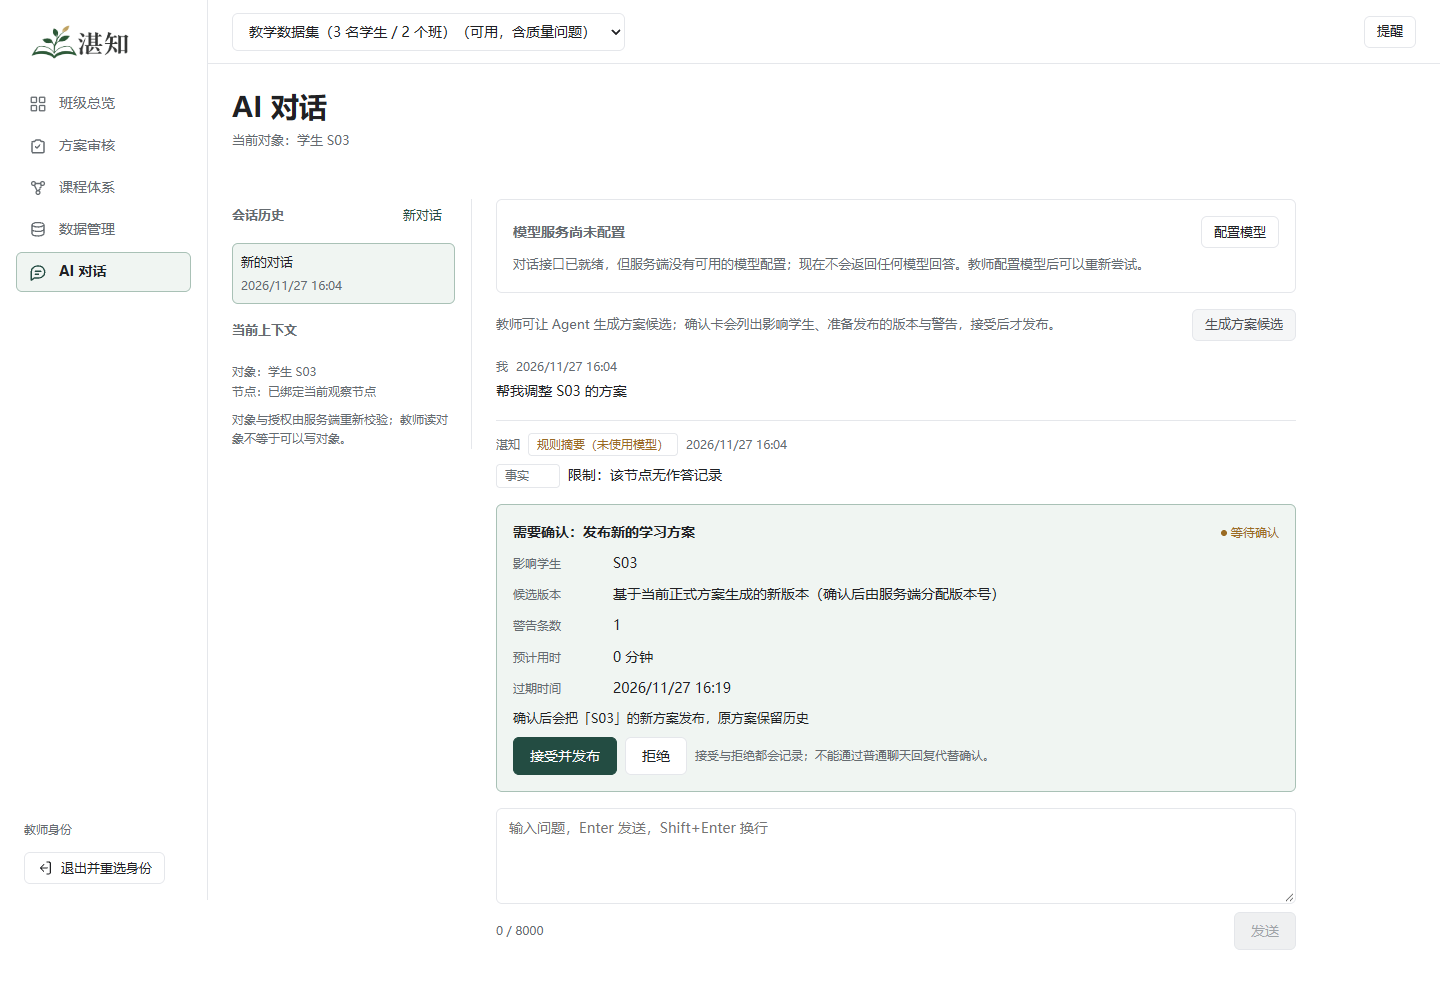 湛知
教学数据集（3 名学生 / 2 个班）（可用，含质量问题）
提醒
班级总览
方案审核
课程体系
数据管理
AI 对话
教师身份
退出并重选身份
AI 对话
当前对象：学生 S03
会话历史
新对话
新的对话
2026/11/27 16:04
当前上下文
对象：学生 S03
节点：已绑定当前观察节点
对象与授权由服务端重新校验；教师读对
象不等于可以写对象。
模型服务尚未配置
配置模型
对话接口已就绪，但服务端没有可用的模型配置；现在不会返回任何模型回答。教师配置模型后可以重新尝试。
教师可让 Agent 生成方案候选；确认卡会列出影响学生、准备发布的版本与警告，接受后才发布。
生成方案候选
我 2026/11/27 16:04
帮我调整 S03 的方案
湛知 规则摘要（未使用模型） 2026/11/27 16:04
事实 限制：该节点无作答记录
需要确认：发布新的学习方案
等待确认
影响学生 S03
候选版本 基于当前正式方案生成的新版本（确认后由服务端分配版本号）
警告条数 1
预计用时 0 分钟
过期时间 2026/11/27 16:19
确认后会把「S03」的新方案发布，原方案保留历史
接受并发布 拒绝 接受与拒绝都会记录；不能通过普通聊天回复代替确认。
输入问题，Enter 发送，Shift+Enter 换行
0 / 8000
发送